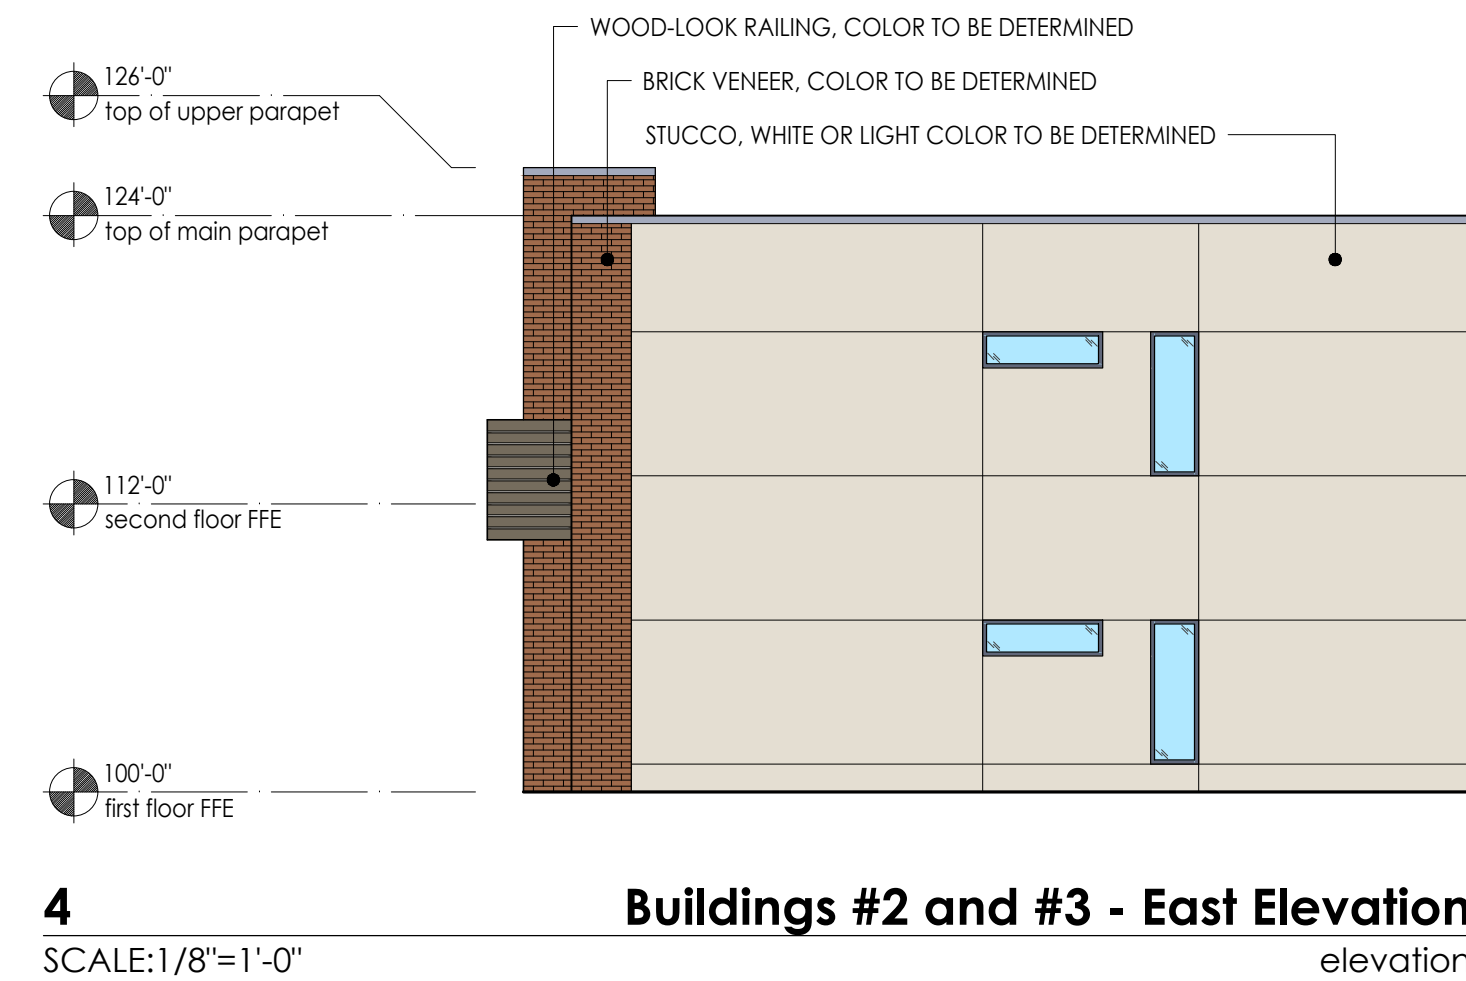 WOOD-LOOK RAILING, COLOR TO BE DETERMINED
126'-0"
top of upper parapet
BRICK VENEER, COLOR TO BE DETERMINED
STUCCO, WHITE OR LIGHT COLOR TO BE DETERMINED
124'-0"
top of main parapet
112'-0"
second floor FFE
100'-0"
first floor FFE
4 Buildings #2 and #3 - East Elevation
SCALE:1/8"=1'-0" elevation